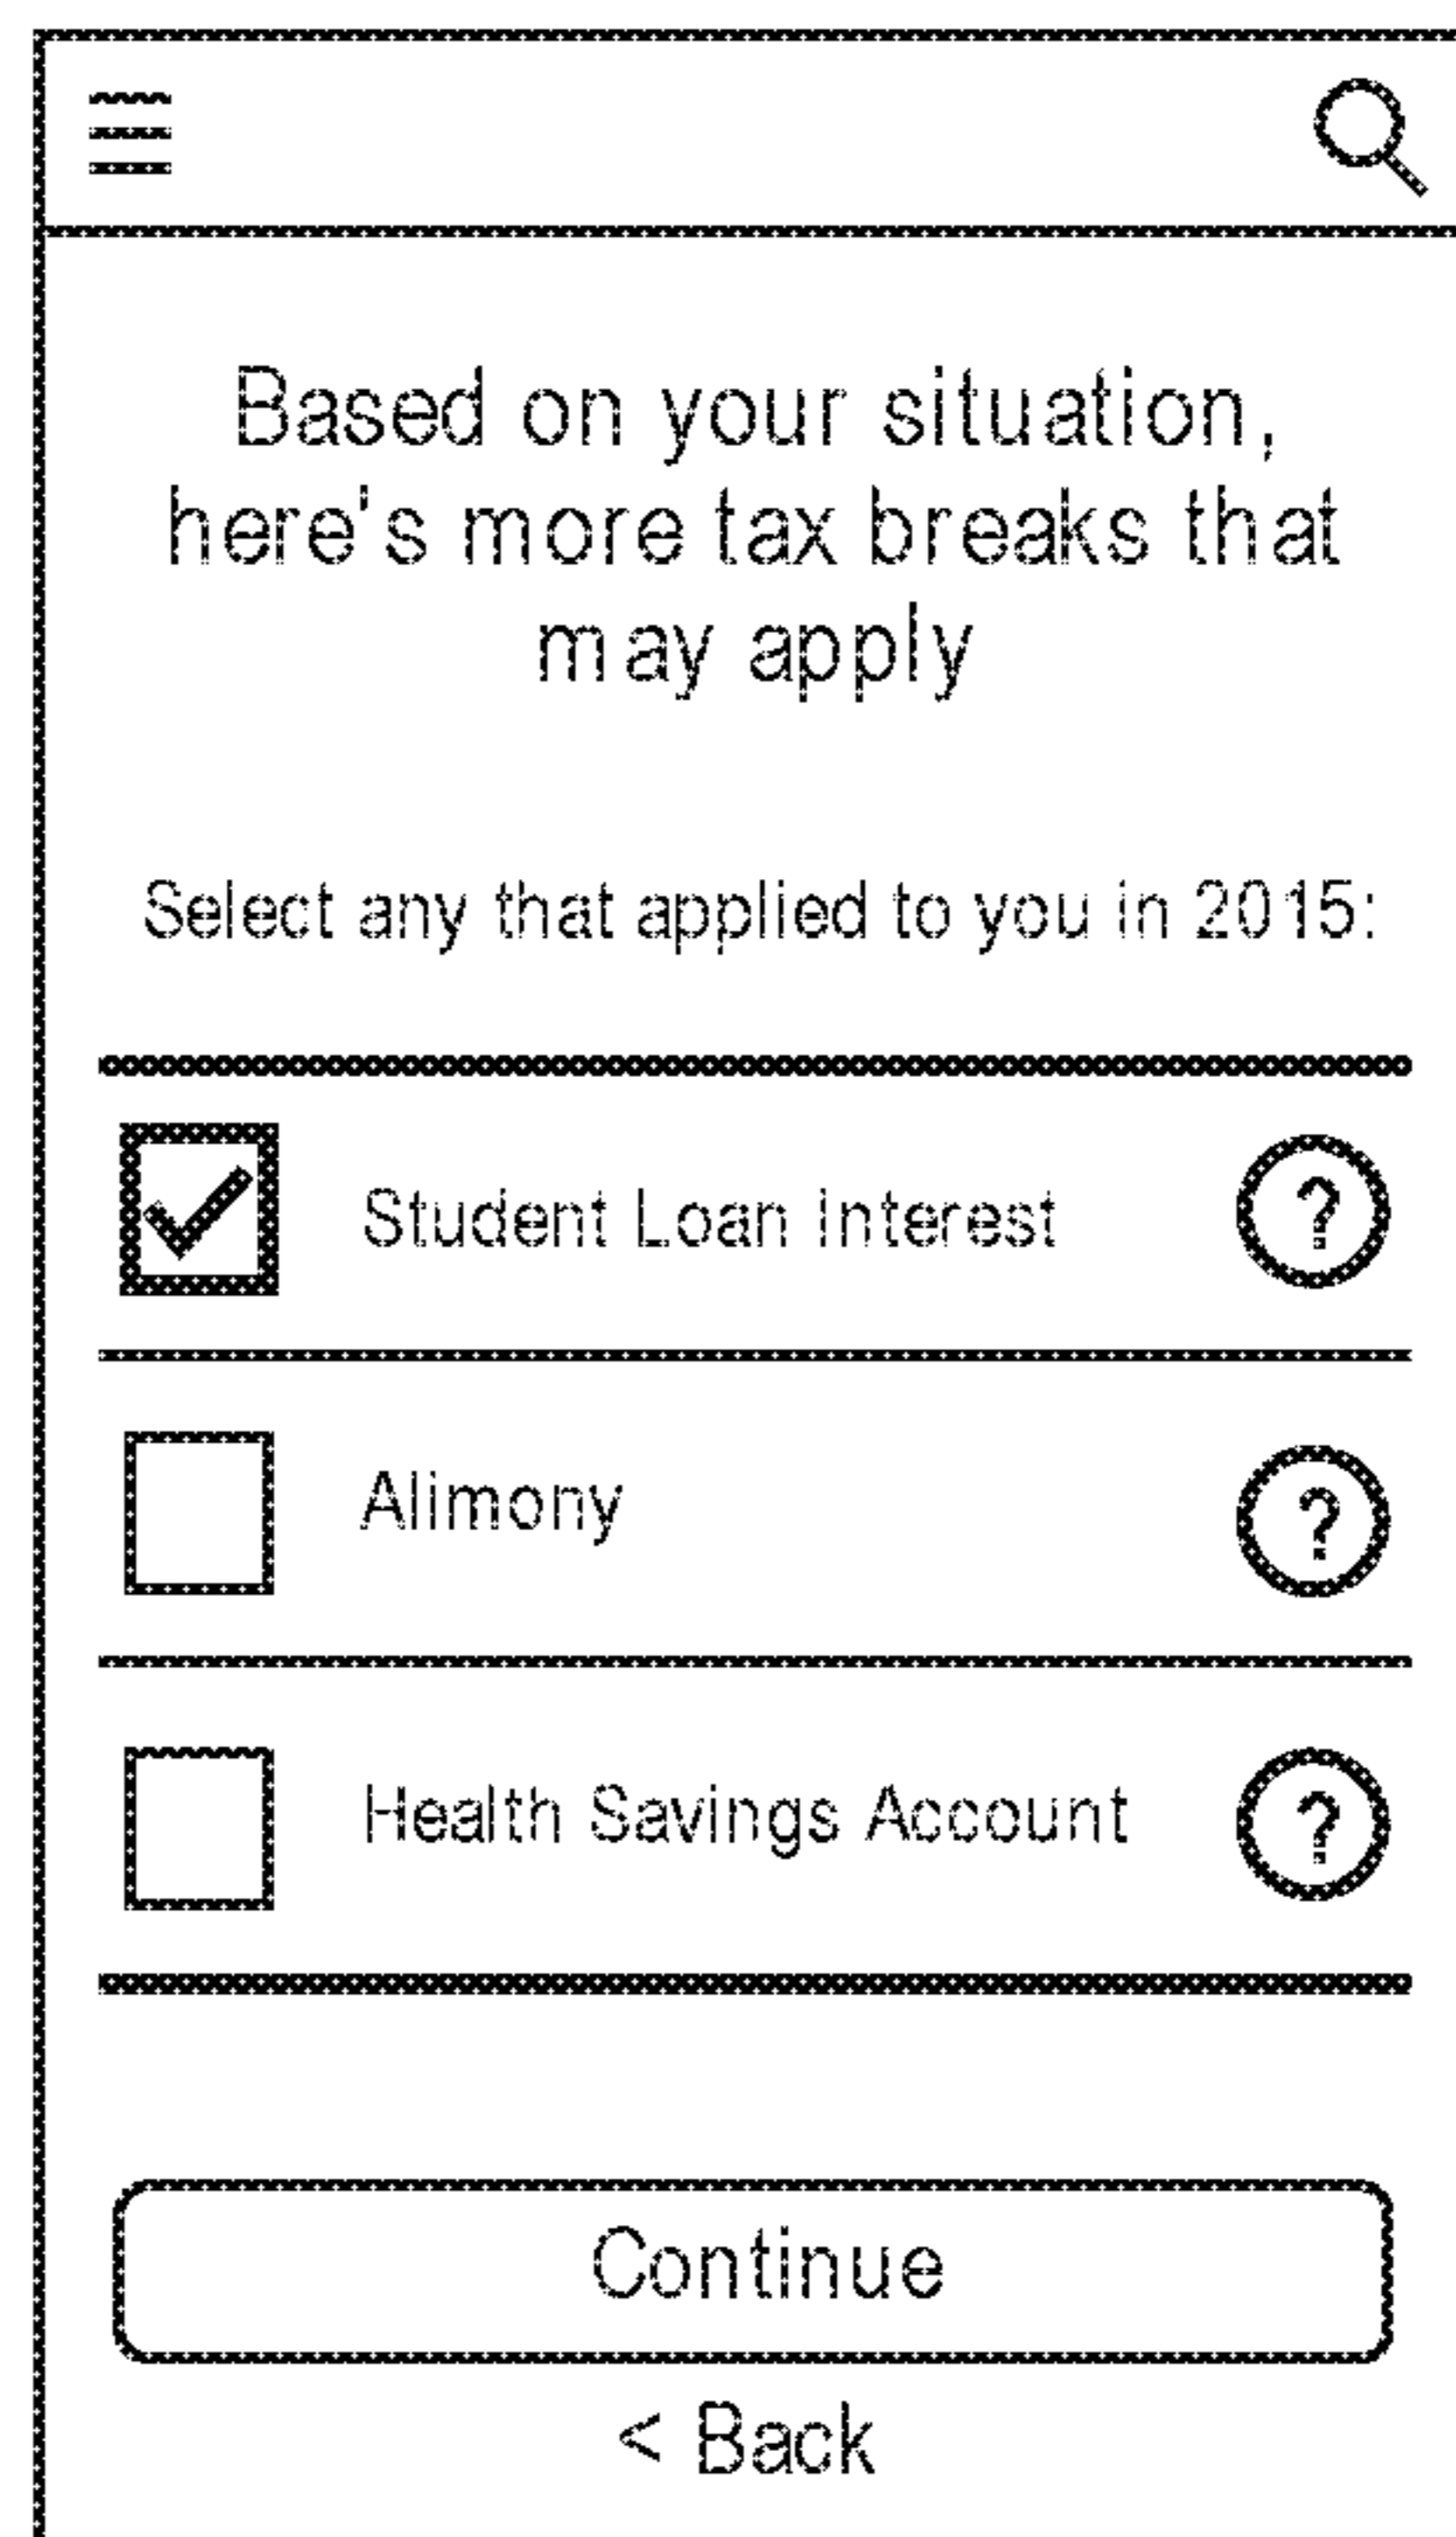 Based on your situation,
here's more tax breaks that
may apply
Select any that applied to you in 2015:
Student Loan Interest ?
Alimony ?
Health Savings Account ?
Continue
< Back